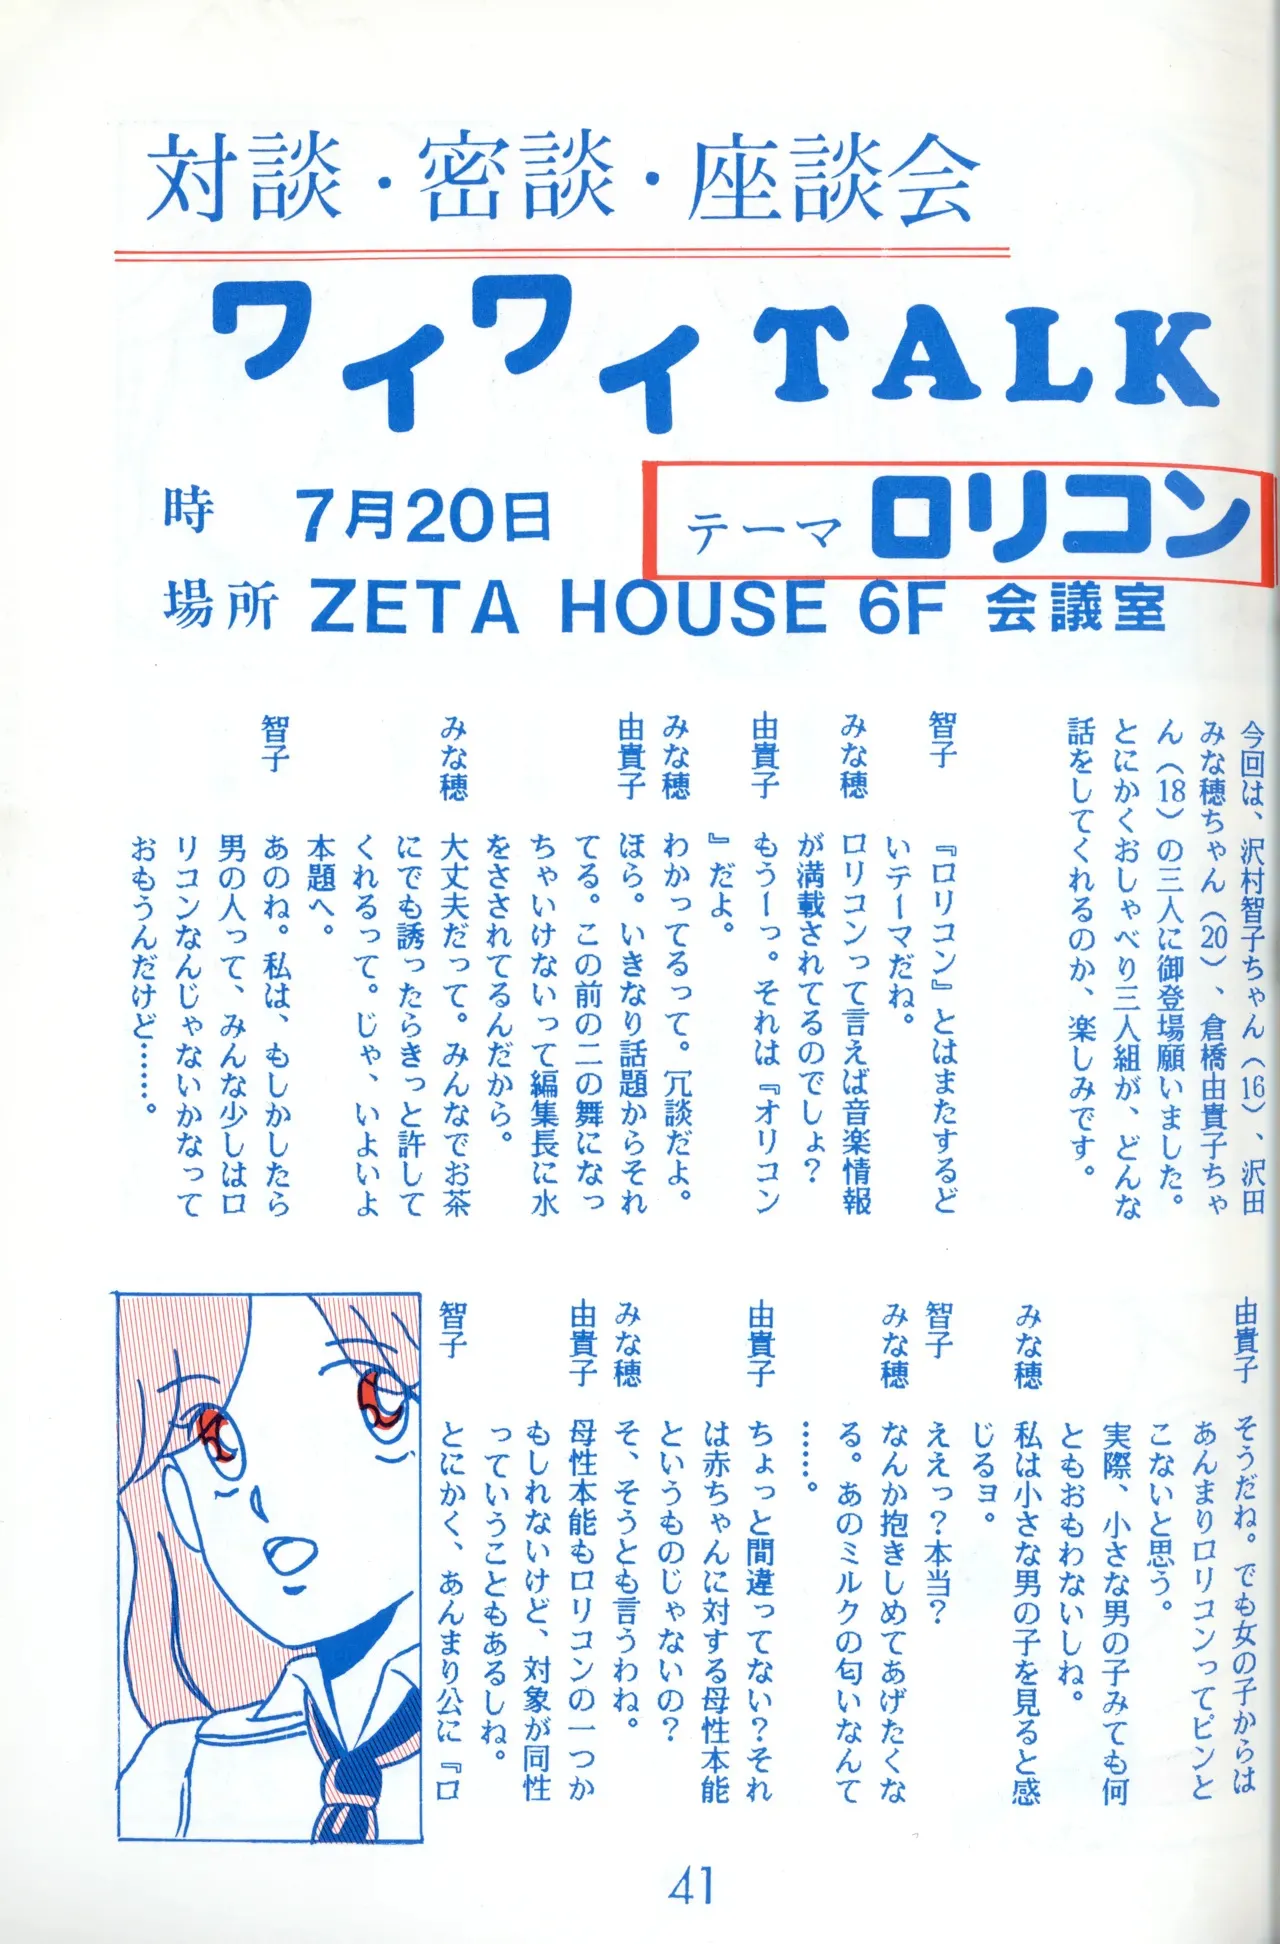 対談・密談・座談会
ワイワイTALK
時 7月20日
テーマ ロリコン
場所 ZETA HOUSE 6F 会議室
今回は、沢村智子ちゃん(16)、沢田
みな穂ちゃん(20)、倉橋由貴子ちゃ
ん(18)の三人に御登場願いました。
とにかくおしゃべり三人組が、どんな
話をしてくれるのか、楽しみです。
智子 『ロリコン』とはまたするど
いテーマだね。
みな穂 ロリコンって言えば音楽情報
が満載されてるのでしょ?
由貴子 もうーっ。それは『オリコン
』だよ。
みな穂 わかってるって。冗談だよ。
由貴子 ほら。いきなり話題からそれ
てる。この前の二の舞になっ
ちゃいけないって編集長に水
をさされてるんだから。
みな穂 大丈夫だって。みんなでお茶
にでも誘ったらきっと許して
くれるって。じゃ、いよいよ
本題へ。
智子 あのね。私は、もしかしたら
男の人って、みんな少しはロ
リコンなんじゃないかなって
おもうんだけど……。
由貴子 そうだね。でも女の子からは
あんまりロリコンってピンと
こないと思う。
実際、小さな男の子みても何
ともおもわないしね。
みな穂 私は小さな男の子を見ると感
じるヨ。
智子 ええっ?本当?
みな穂 なんか抱きしめてあげたくな
る。あのミルクの匂いなんて
……。
由貴子 ちょっと間違ってない?それ
は赤ちゃんに対する母性本能
というものじゃないの?
みな穂 そ、そうとも言うわね。
由貴子 母性本能もロリコンの一つか
もしれないけど、対象が同性
っていうこともあるしね。
智子 とにかく、あんまり公に『ロ
41